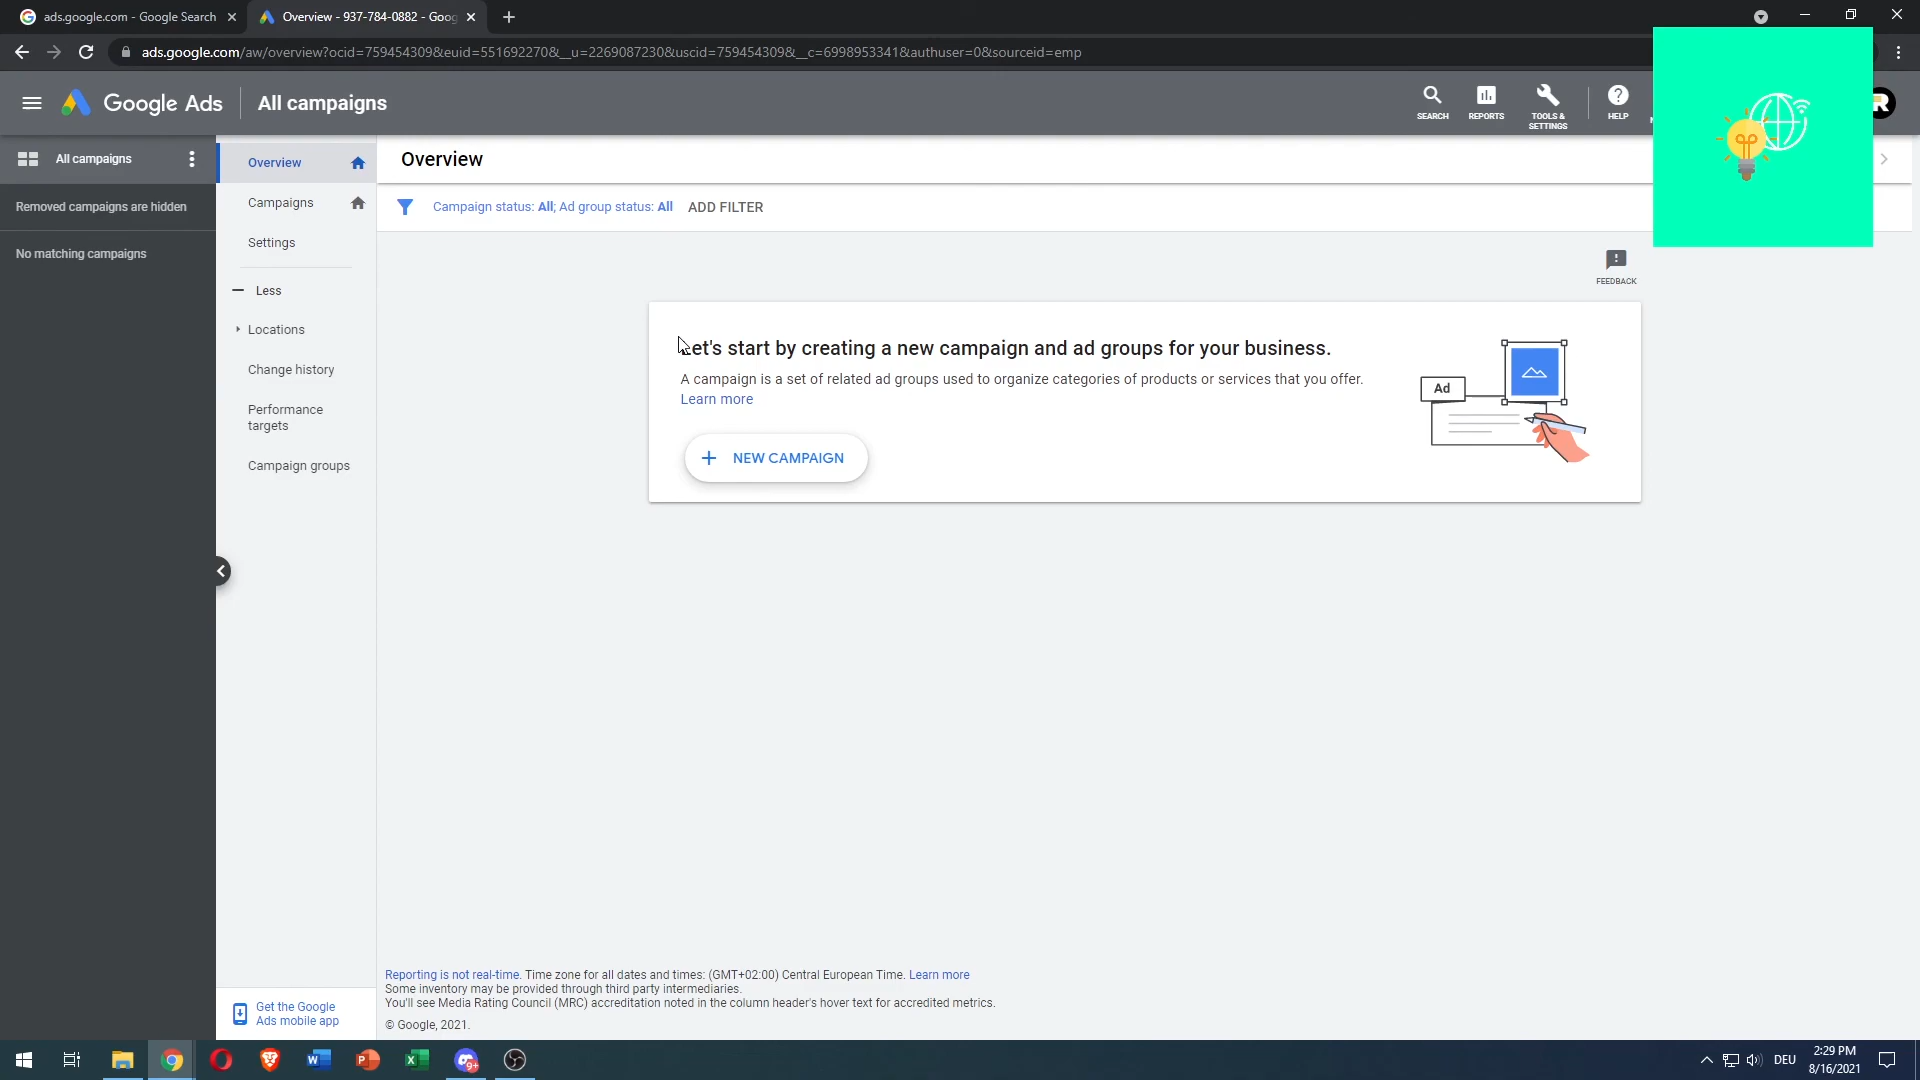 ads.google.com - Google Search
Overview - 937-784-0882 - Goog
ads.google.com/aw/overview?ocid=759454309&euid=551692270&__u=2269087230&uscid=759454309&__c=6998953341&authuser=0&sourceid=emp
Google Ads
All campaigns
SEARCH
REPORTS
TOOLS &
SETTINGS
HELP
R
All campaigns
Removed campaigns are hidden
No matching campaigns
Overview
Campaigns
Settings
Less
Locations
Change history
Performance
targets
Campaign groups
Get the Google
Ads mobile app
Overview
Campaign status: All; Ad group status: All ADD FILTER
FEEDBACK
Let's start by creating a new campaign and ad groups for your business.
A campaign is a set of related ad groups used to organize categories of products or services that you offer.
Learn more
NEW CAMPAIGN
Ad
Reporting is not real-time. Time zone for all dates and times: (GMT+02:00) Central European Time. Learn more
Some inventory may be provided through third party intermediaries.
You'll see Media Rating Council (MRC) accreditation noted in the column header's hover text for accredited metrics.
© Google, 2021.
W
P
X
9+
DEU
2:29 PM
8/16/2021